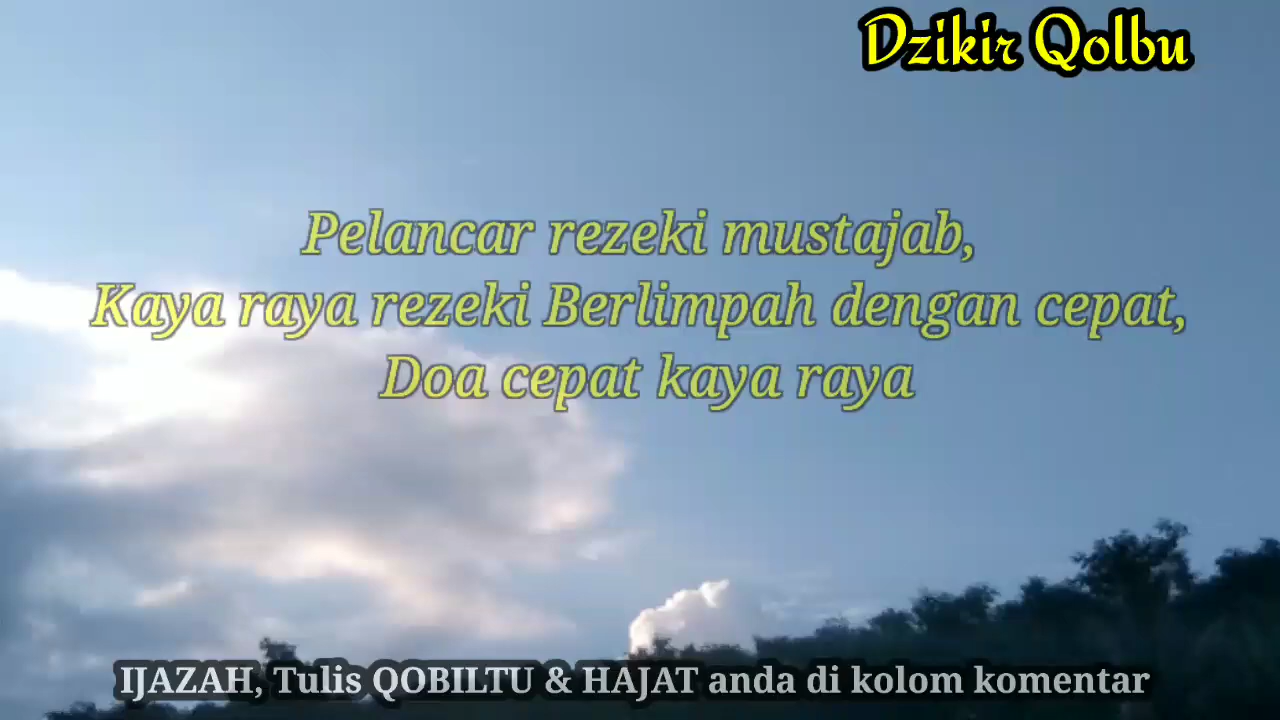 Dzikir Qolbu
Pelancar rezeki mustajab,
Kaya raya rezeki Berlimpah dengan cepat,
Doa cepat kaya raya
IJAZAH, Tulis QOBILTU & HAJAT anda di kolom komentar